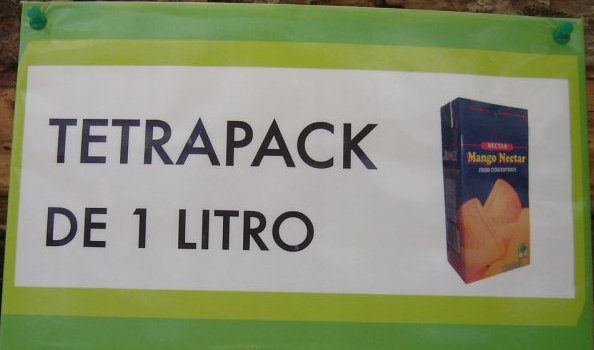 TETRAPACK
DE 1 LITRO
NECTAR
Mango Nectar
FROM CONCENTRATE